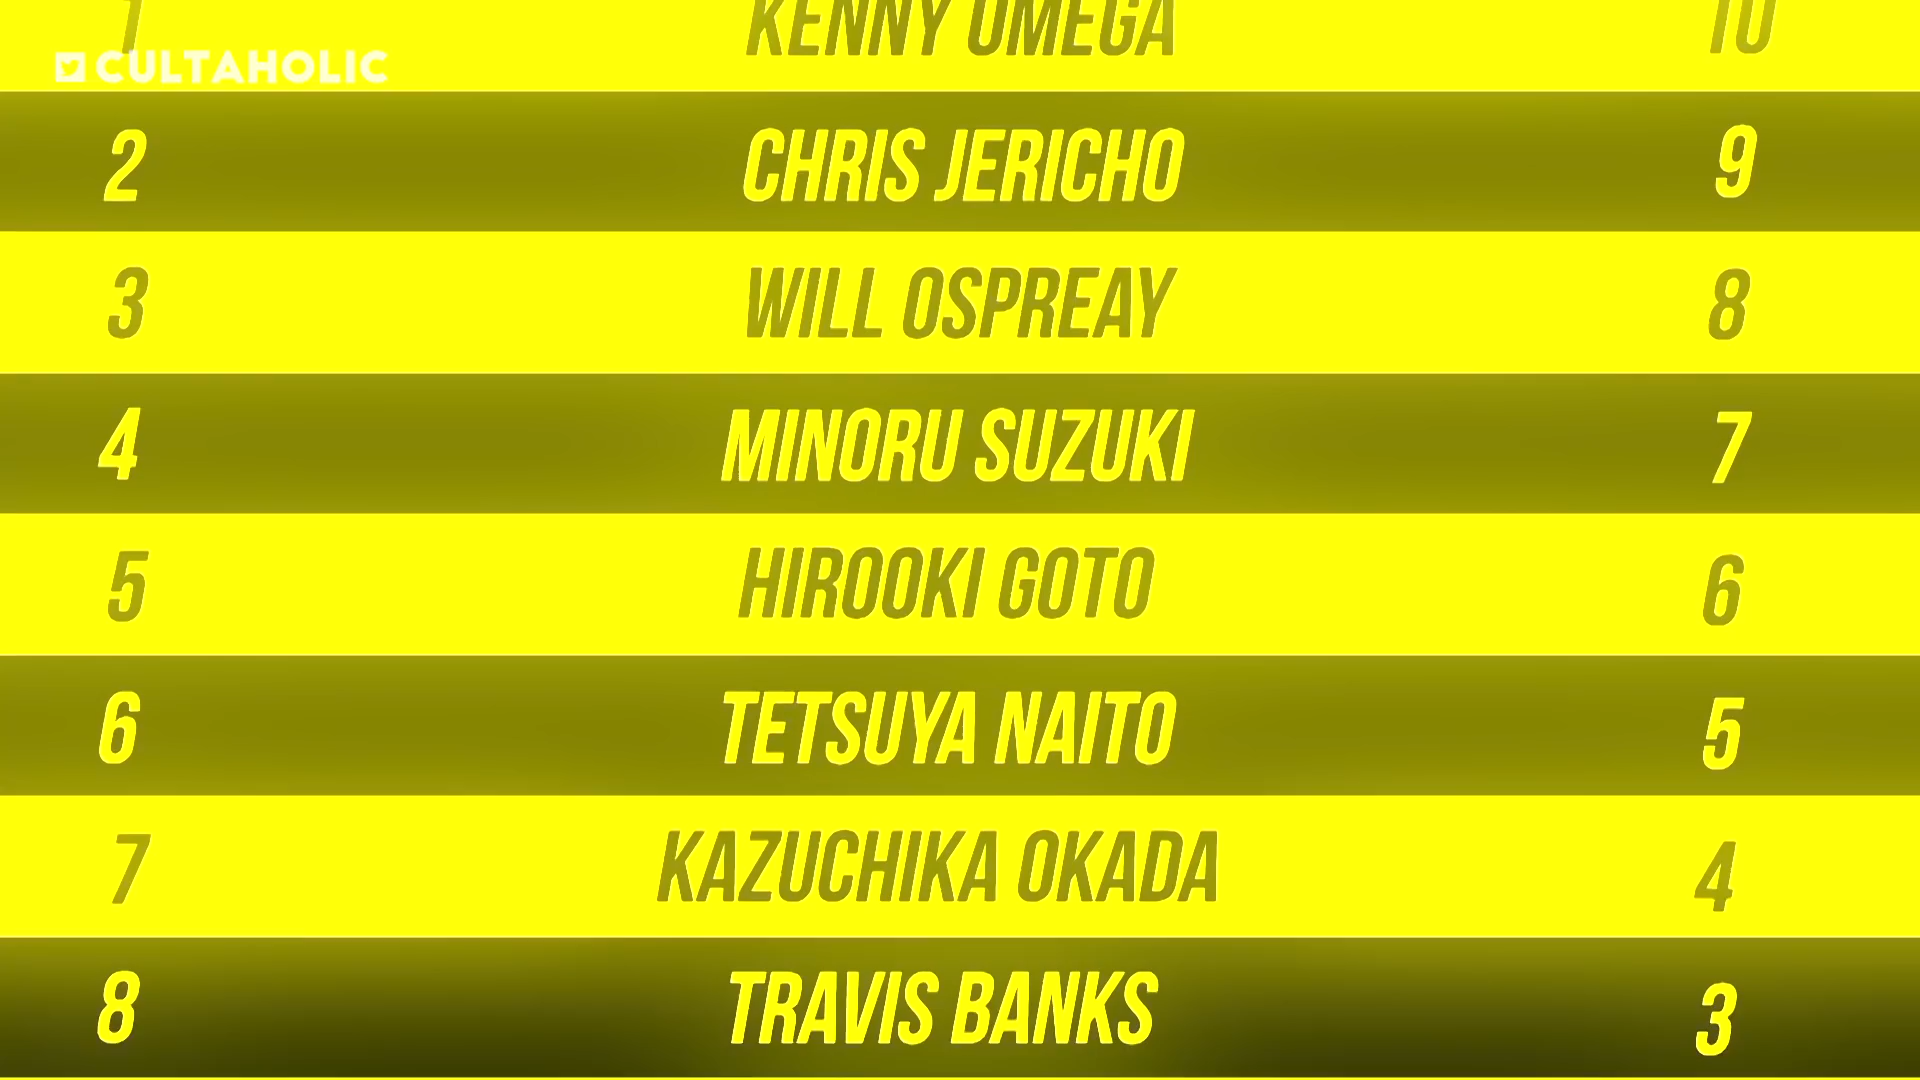 1 KENNY OMEGA 10
CULTAHOLIC
2 CHRIS JERICHO 9
3 WILL OSPREAY 8
4 MINORU SUZUKI 7
5 HIROOKI GOTO 6
6 TETSUYA NAITO 5
7 KAZUCHIKA OKADA 4
8 TRAVIS BANKS 3